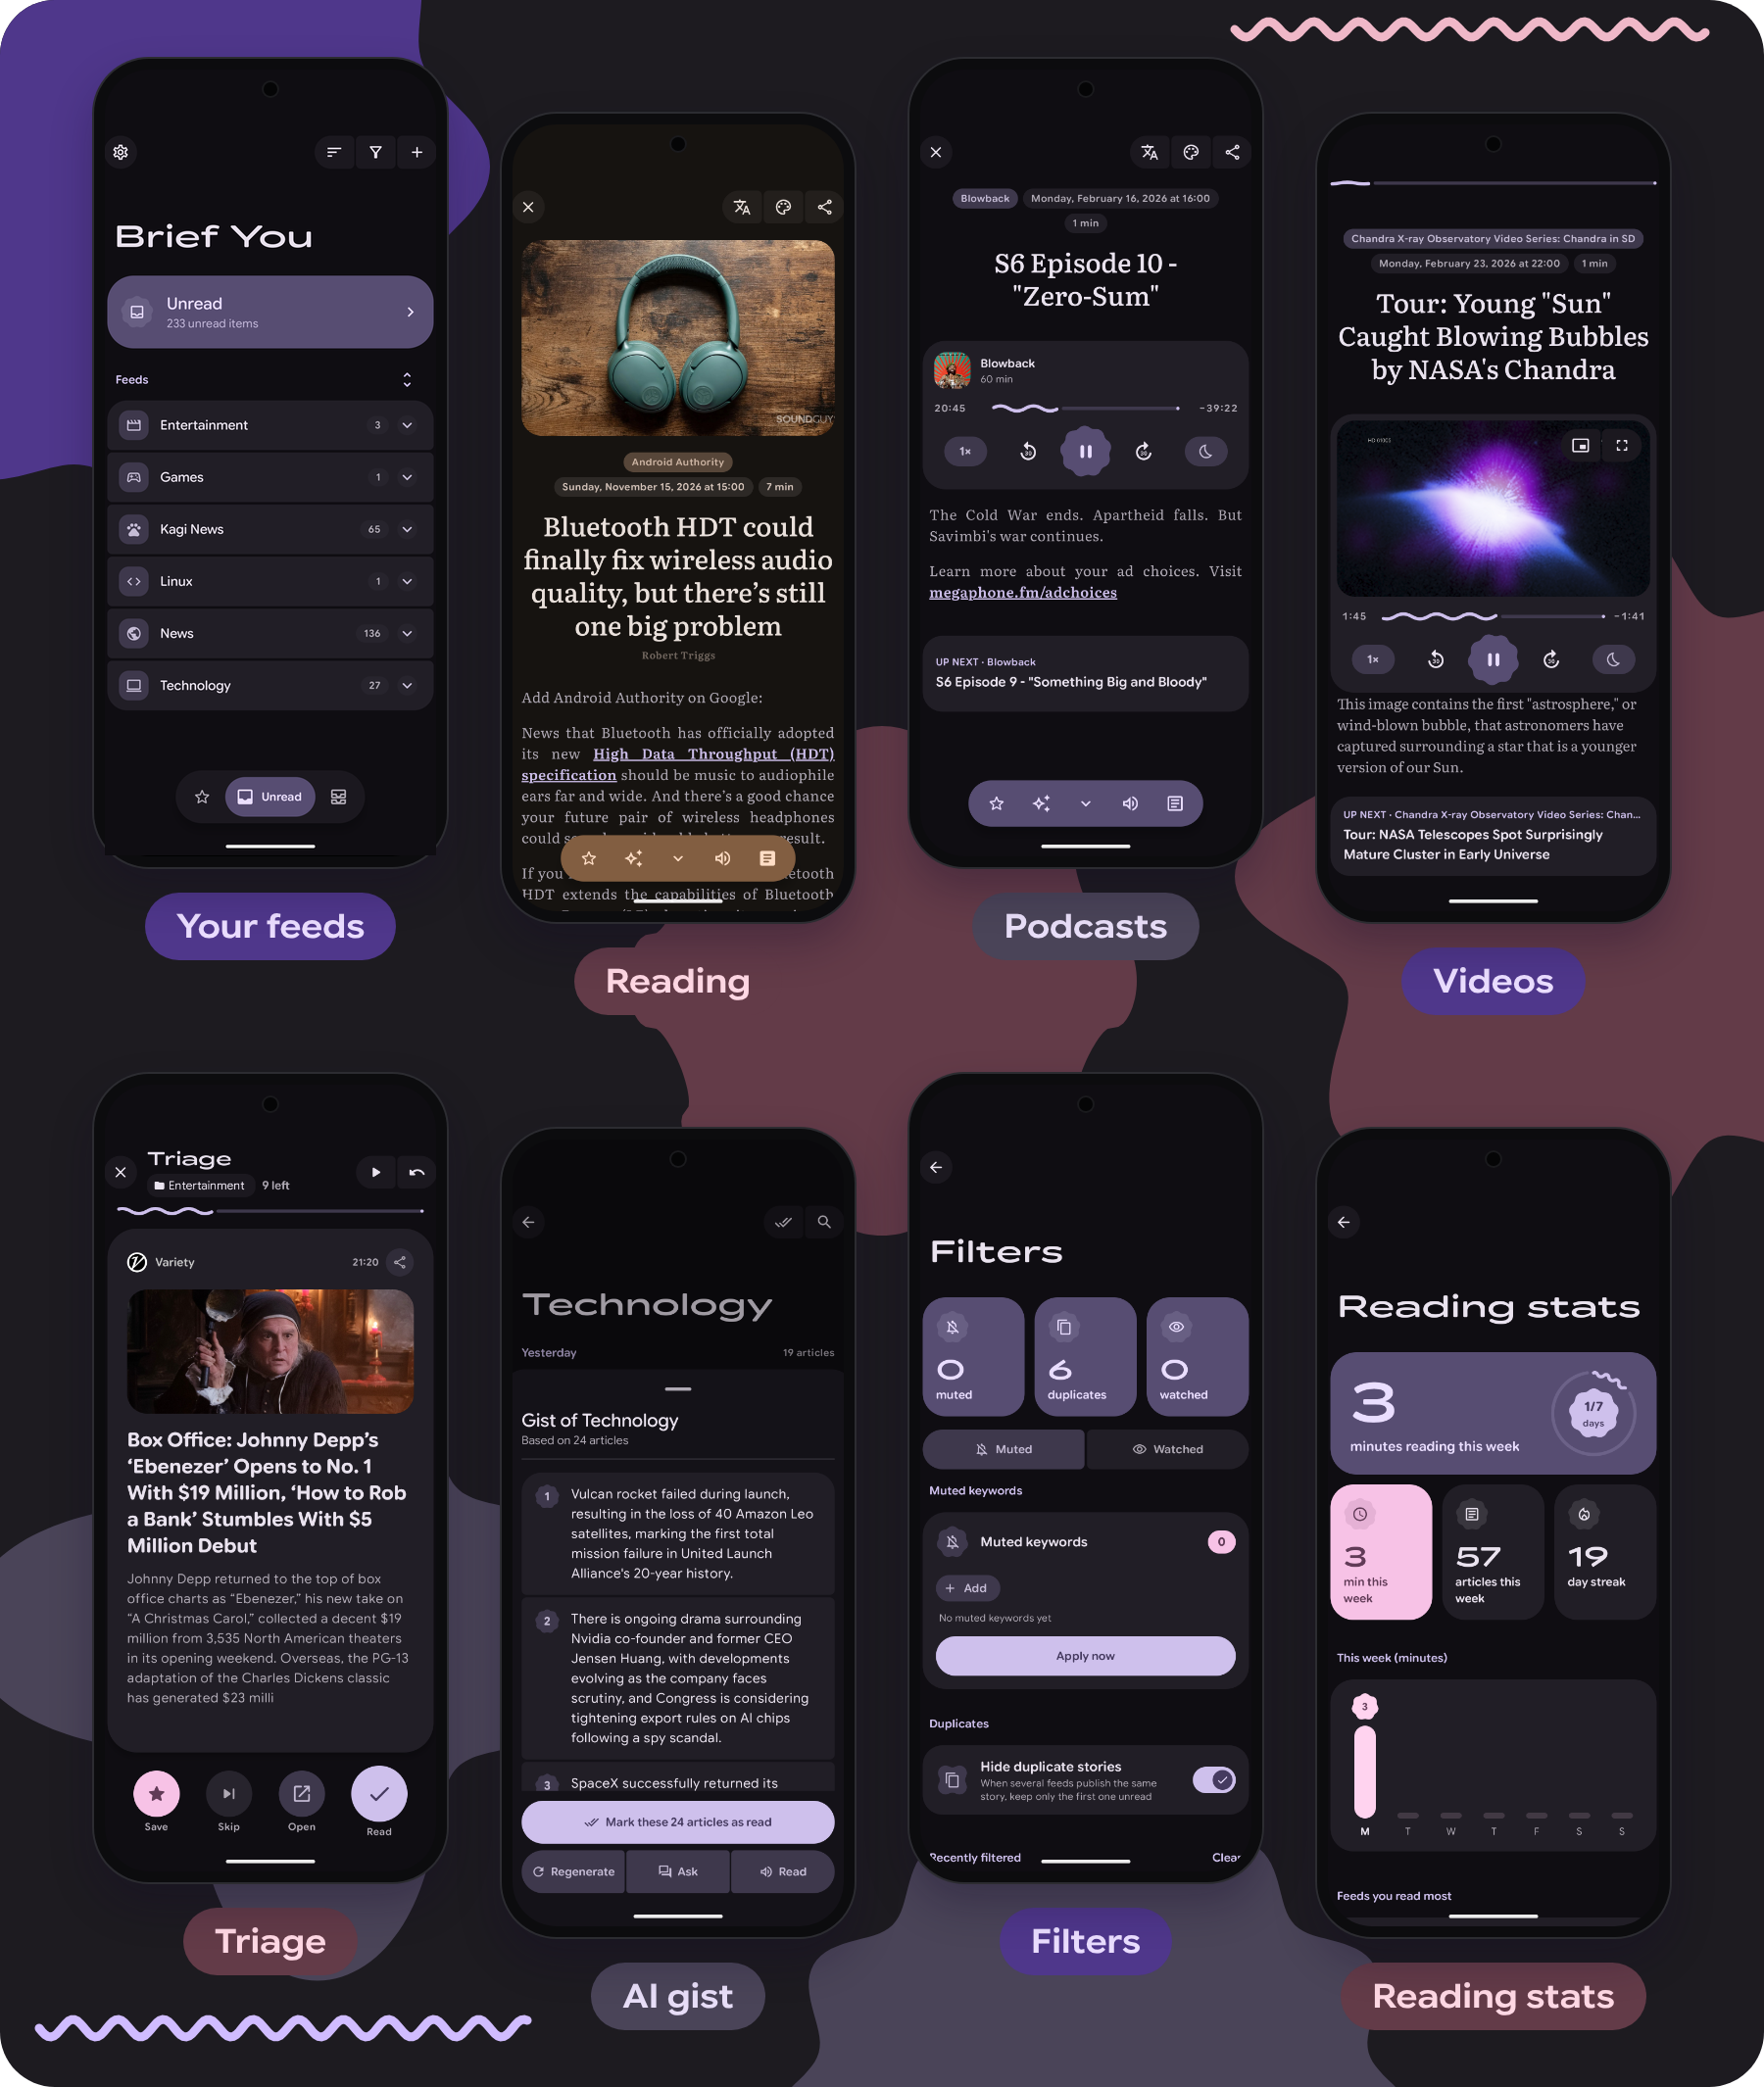 Brief You
Unread
233 unread items
Feeds
Entertainment 3
Games 1
Kagi News 65
Linux 1
News 136
Technology 27
Unread
Your feeds
SOUNDGUY
Android Authority
Sunday, November 15, 2026 at 15:00 7 min
Bluetooth HDT could
finally fix wireless audio
quality, but there’s still
one big problem
Robert Triggs
Add Android Authority on Google:
News that Bluetooth has officially adopted
its new High Data Throughput (HDT)
specification should be music to audiophile
ears far and wide. And there’s a good chance
your future pair of wireless headphones
could result.
If you
HDT extends the capabilities of Bluetooth
Reading
Blowback Monday, February 16, 2026 at 16:00
1 min
S6 Episode 10 -
"Zero-Sum"
Blowback
60 min
20:45 -39:22
1×
30 30
The Cold War ends. Apartheid falls. But
Savimbi's war continues.
Learn more about your ad choices. Visit
megaphone.fm/adchoices
UP NEXT · Blowback
S6 Episode 9 - "Something Big and Bloody"
Podcasts
Chandra X-ray Observatory Video Series: Chandra in SD
Monday, February 23, 2026 at 22:00 1 min
Tour: Young "Sun"
Caught Blowing Bubbles
by NASA's Chandra
HD 61005
1:45 -1:41
1×
30 30
This image contains the first "astrosphere," or
wind-blown bubble, that astronomers have
captured surrounding a star that is a younger
version of our Sun.
UP NEXT · Chandra X-ray Observatory Video Series: Chan...
Tour: NASA Telescopes Spot Surprisingly
Mature Cluster in Early Universe
Videos
Triage
Entertainment 9 left
Variety 21:20
Box Office: Johnny Depp’s
‘Ebenezer’ Opens to No. 1
With $19 Million, ‘How to Rob
a Bank’ Stumbles With $5
Million Debut
Johnny Depp returned to the top of box
office charts as “Ebenezer,” his new take on
“A Christmas Carol,” collected a decent $19
million from 3,535 North American theaters
in its opening weekend. Overseas, the PG-13
adaptation of the Charles Dickens classic
has generated $23 milli
Save Skip Open Read
Triage
Technology
Yesterday 19 articles
Gist of Technology
Based on 24 articles
1 Vulcan rocket failed during launch,
resulting in the loss of 40 Amazon Leo
satellites, marking the first total
mission failure in United Launch
Alliance's 20-year history.
2 There is ongoing drama surrounding
Nvidia co-founder and former CEO
Jensen Huang, with developments
evolving as the company faces
scrutiny, and Congress is considering
tightening export rules on AI chips
following a spy scandal.
3 SpaceX successfully returned its
Mark these 24 articles as read
Regenerate Ask Read
AI gist
Filters
0 6 0
muted duplicates watched
Muted Watched
Muted keywords
Muted keywords 0
+ Add
No muted keywords yet
Apply now
Duplicates
Hide duplicate stories
When several feeds publish the same
story, keep only the first one unread
Recently filtered Clear
Filters
Reading stats
3 1/7
days
minutes reading this week
3 57 19
min this articles this day streak
week week
This week (minutes)
3
M T W T F S S
Feeds you read most
Reading stats